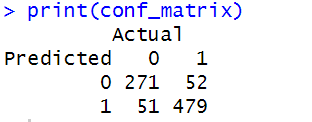 > print(conf_matrix)
Actual
Predicted 0 1
0 271 52
1 51 479